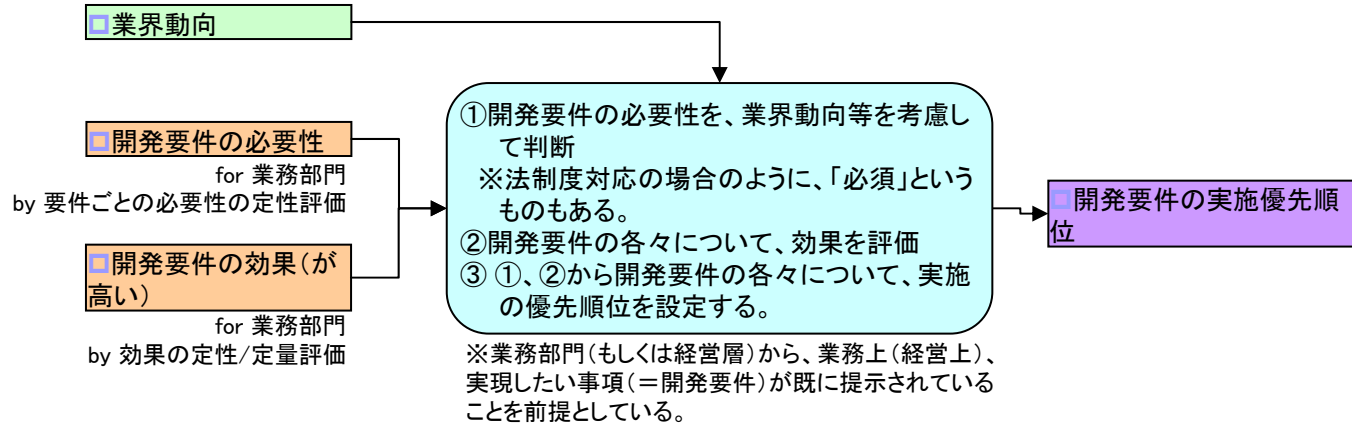 □業界動向
□開発要件の必要性
for 業務部門
by 要件ごとの必要性の定性評価
□開発要件の効果（が
高い）
for 業務部門
by 効果の定性/定量評価
①開発要件の必要性を、業界動向等を考慮し
て判断
※法制度対応の場合のように、「必須」という
ものもある。
②開発要件の各々について、効果を評価
③ ①、②から開発要件の各々について、実施
の優先順位を設定する。
※業務部門（もしくは経営層）から、業務上（経営上）、
実現したい事項（＝開発要件）が既に提示されている
ことを前提としている。
□開発要件の実施優先順
位